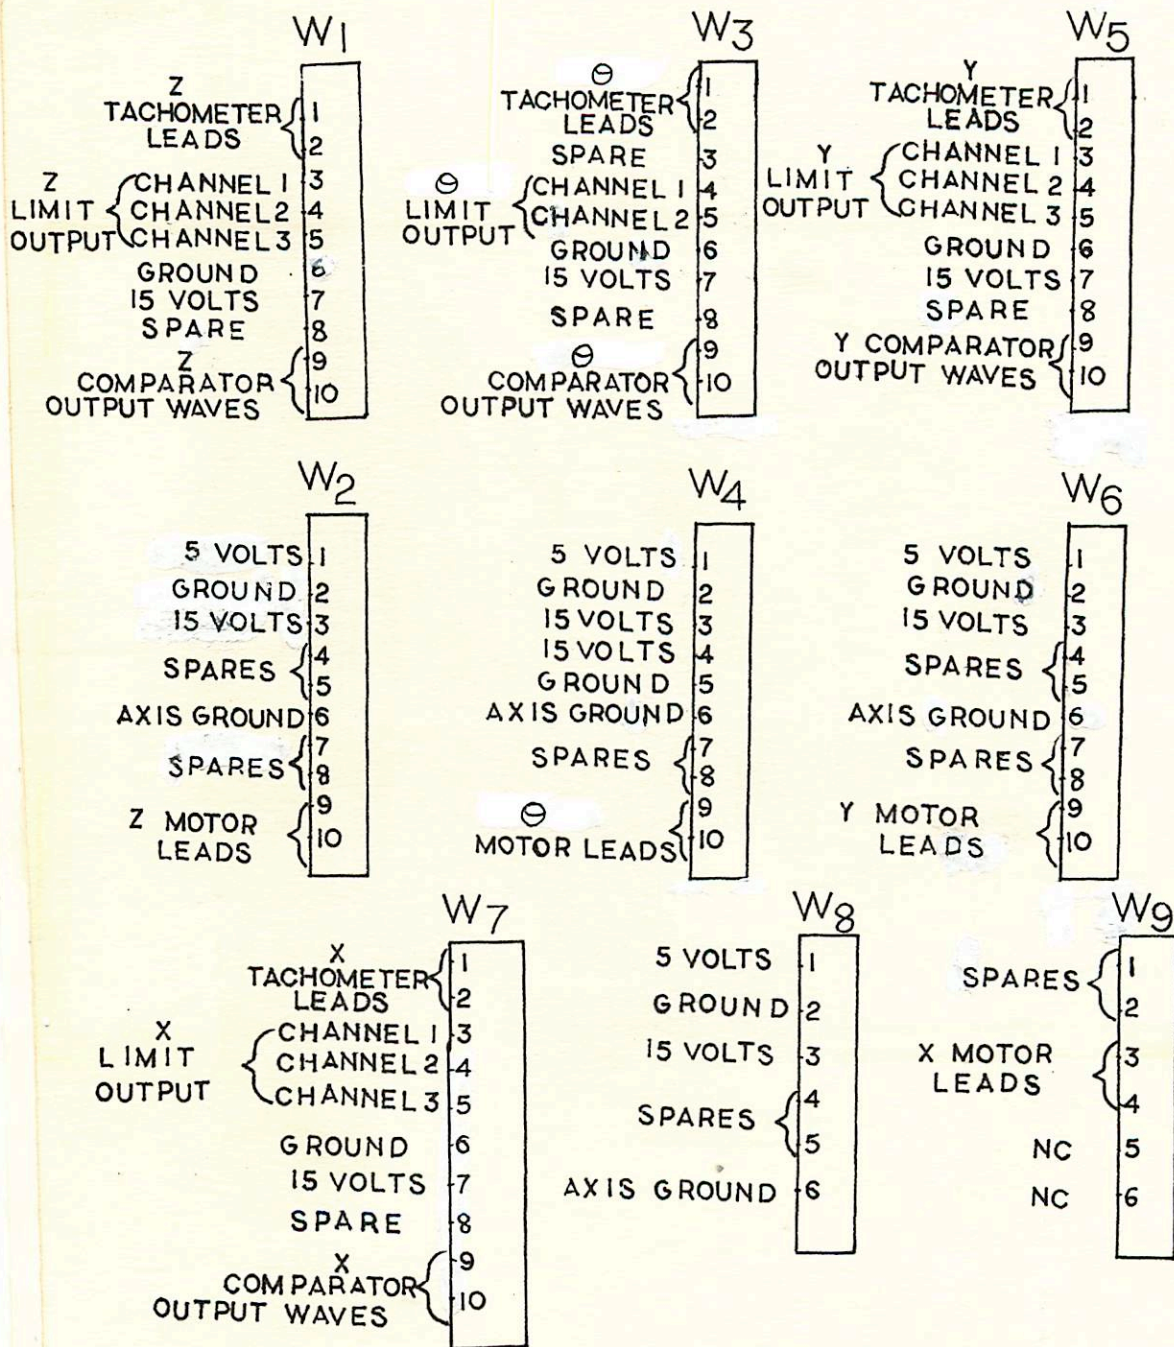 W1
Z
TACHOMETER
LEADS
1
2
Z
LIMIT
OUTPUT
CHANNEL 1 3
CHANNEL 2 4
CHANNEL 3 5
GROUND 6
15 VOLTS 7
SPARE 8
Z
COMPARATOR
OUTPUT WAVES
9
10
W3
Θ
TACHOMETER
LEADS
1
2
SPARE 3
Θ
LIMIT
OUTPUT
CHANNEL 1 4
CHANNEL 2 5
GROUND 6
15 VOLTS 7
SPARE 8
Θ
COMPARATOR
OUTPUT WAVES
9
10
W5
Y
TACHOMETER
LEADS
1
2
Y
LIMIT
OUTPUT
CHANNEL 1 3
CHANNEL 2 4
CHANNEL 3 5
GROUND 6
15 VOLTS 7
SPARE 8
Y COMPARATOR
OUTPUT WAVES
9
10
W2
5 VOLTS 1
GROUND 2
15 VOLTS 3
SPARES
4
5
AXIS GROUND 6
SPARES
7
8
Z MOTOR
LEADS
9
10
W4
5 VOLTS 1
GROUND 2
15 VOLTS 3
15 VOLTS 4
GROUND 5
AXIS GROUND 6
SPARES
7
8
Θ
MOTOR LEADS
9
10
W6
5 VOLTS 1
GROUND 2
15 VOLTS 3
SPARES
4
5
AXIS GROUND 6
SPARES
7
8
Y MOTOR
LEADS
9
10
W7
X
TACHOMETER
LEADS
1
2
X
LIMIT
OUTPUT
CHANNEL 1 3
CHANNEL 2 4
CHANNEL 3 5
GROUND 6
15 VOLTS 7
SPARE 8
X
COMPARATOR
OUTPUT WAVES
9
10
W8
5 VOLTS 1
GROUND 2
15 VOLTS 3
SPARES
4
5
AXIS GROUND 6
W9
SPARES
1
2
X MOTOR
LEADS
3
4
NC 5
NC 6